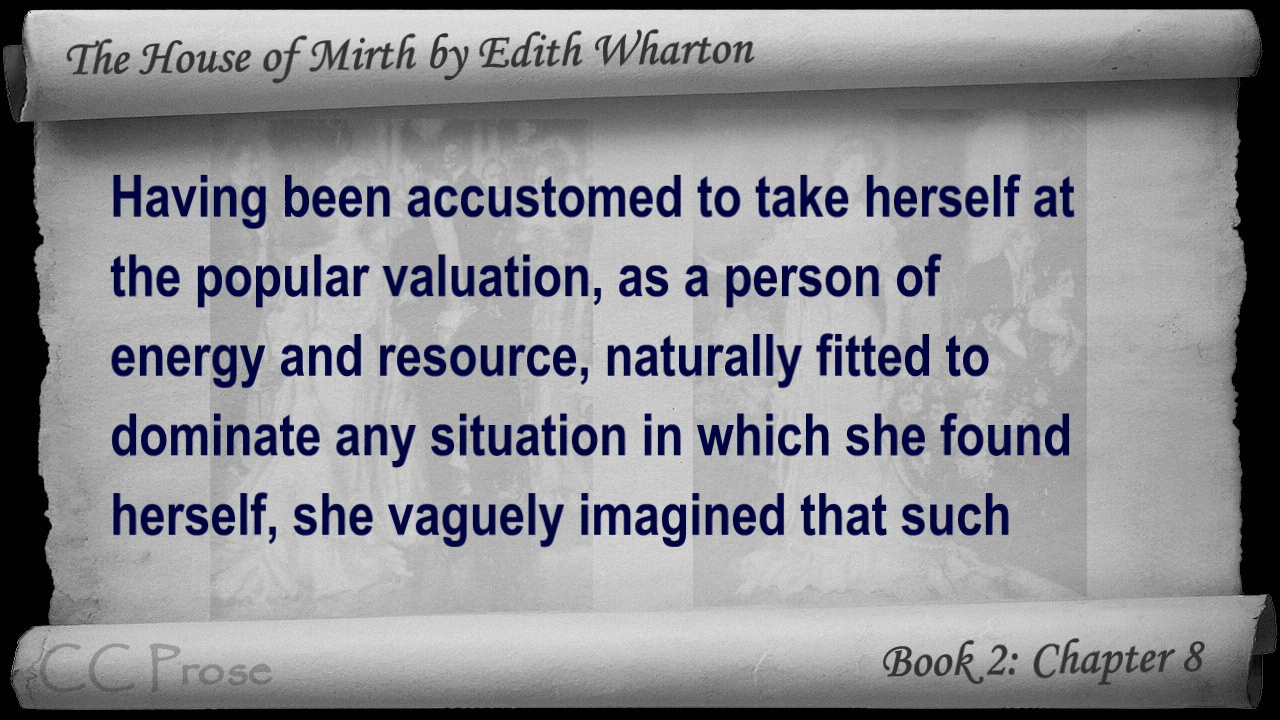 The House of Mirth by Edith Wharton
Having been accustomed to take herself at
the popular valuation, as a person of
energy and resource, naturally fitted to
dominate any situation in which she found
herself, she vaguely imagined that such
CC Prose
Book 2: Chapter 8